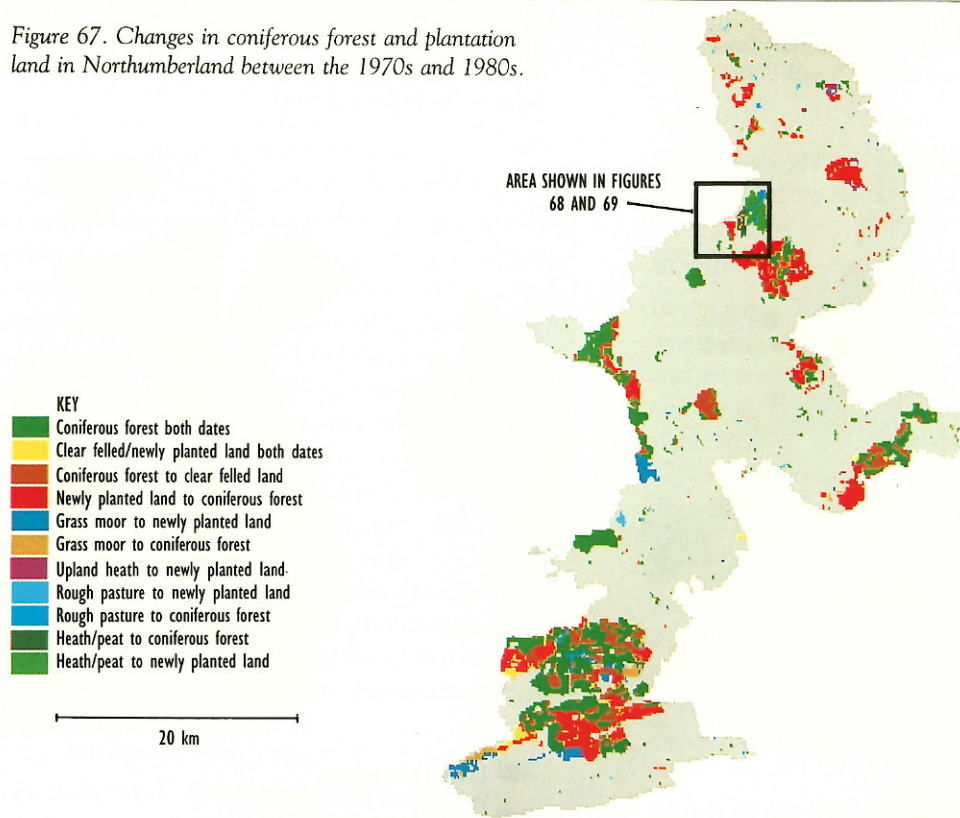 Figure 67. Changes in coniferous forest and plantation
land in Northumberland between the 1970s and 1980s.
AREA SHOWN IN FIGURES
68 AND 69
KEY
Coniferous forest both dates
Clear felled/newly planted land both dates
Coniferous forest to clear felled land
Newly planted land to coniferous forest
Grass moor to newly planted land
Grass moor to coniferous forest
Upland heath to newly planted land
Rough pasture to newly planted land
Rough pasture to coniferous forest
Heath/peat to coniferous forest
Heath/peat to newly planted land
20 km